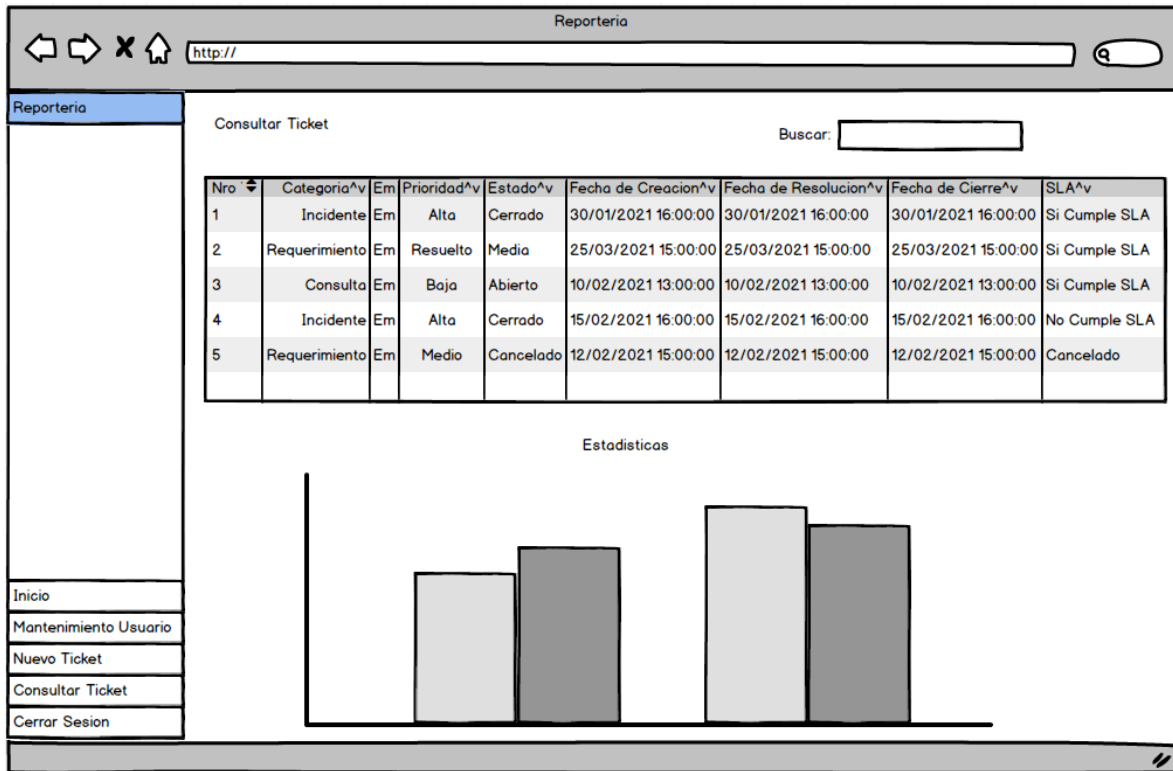 Reporteria
http://
Reporteria
Consultar Ticket
Buscar:
Nro Categoria^v Em Prioridad^v Estado^v Fecha de Creacion^v Fecha de Resolucion^v Fecha de Cierre^v SLA^v
1 Incidente Em Alta Cerrado 30/01/2021 16:00:00 30/01/2021 16:00:00 30/01/2021 16:00:00 Si Cumple SLA
2 Requerimiento Em Resuelto Media 25/03/2021 15:00:00 25/03/2021 15:00:00 25/03/2021 15:00:00 Si Cumple SLA
3 Consulta Em Baja Abierto 10/02/2021 13:00:00 10/02/2021 13:00:00 10/02/2021 13:00:00 Si Cumple SLA
4 Incidente Em Alta Cerrado 15/02/2021 16:00:00 15/02/2021 16:00:00 15/02/2021 16:00:00 No Cumple SLA
5 Requerimiento Em Medio Cancelado 12/02/2021 15:00:00 12/02/2021 15:00:00 12/02/2021 15:00:00 Cancelado
Estadisticas
Inicio
Mantenimiento Usuario
Nuevo Ticket
Consultar Ticket
Cerrar Sesion